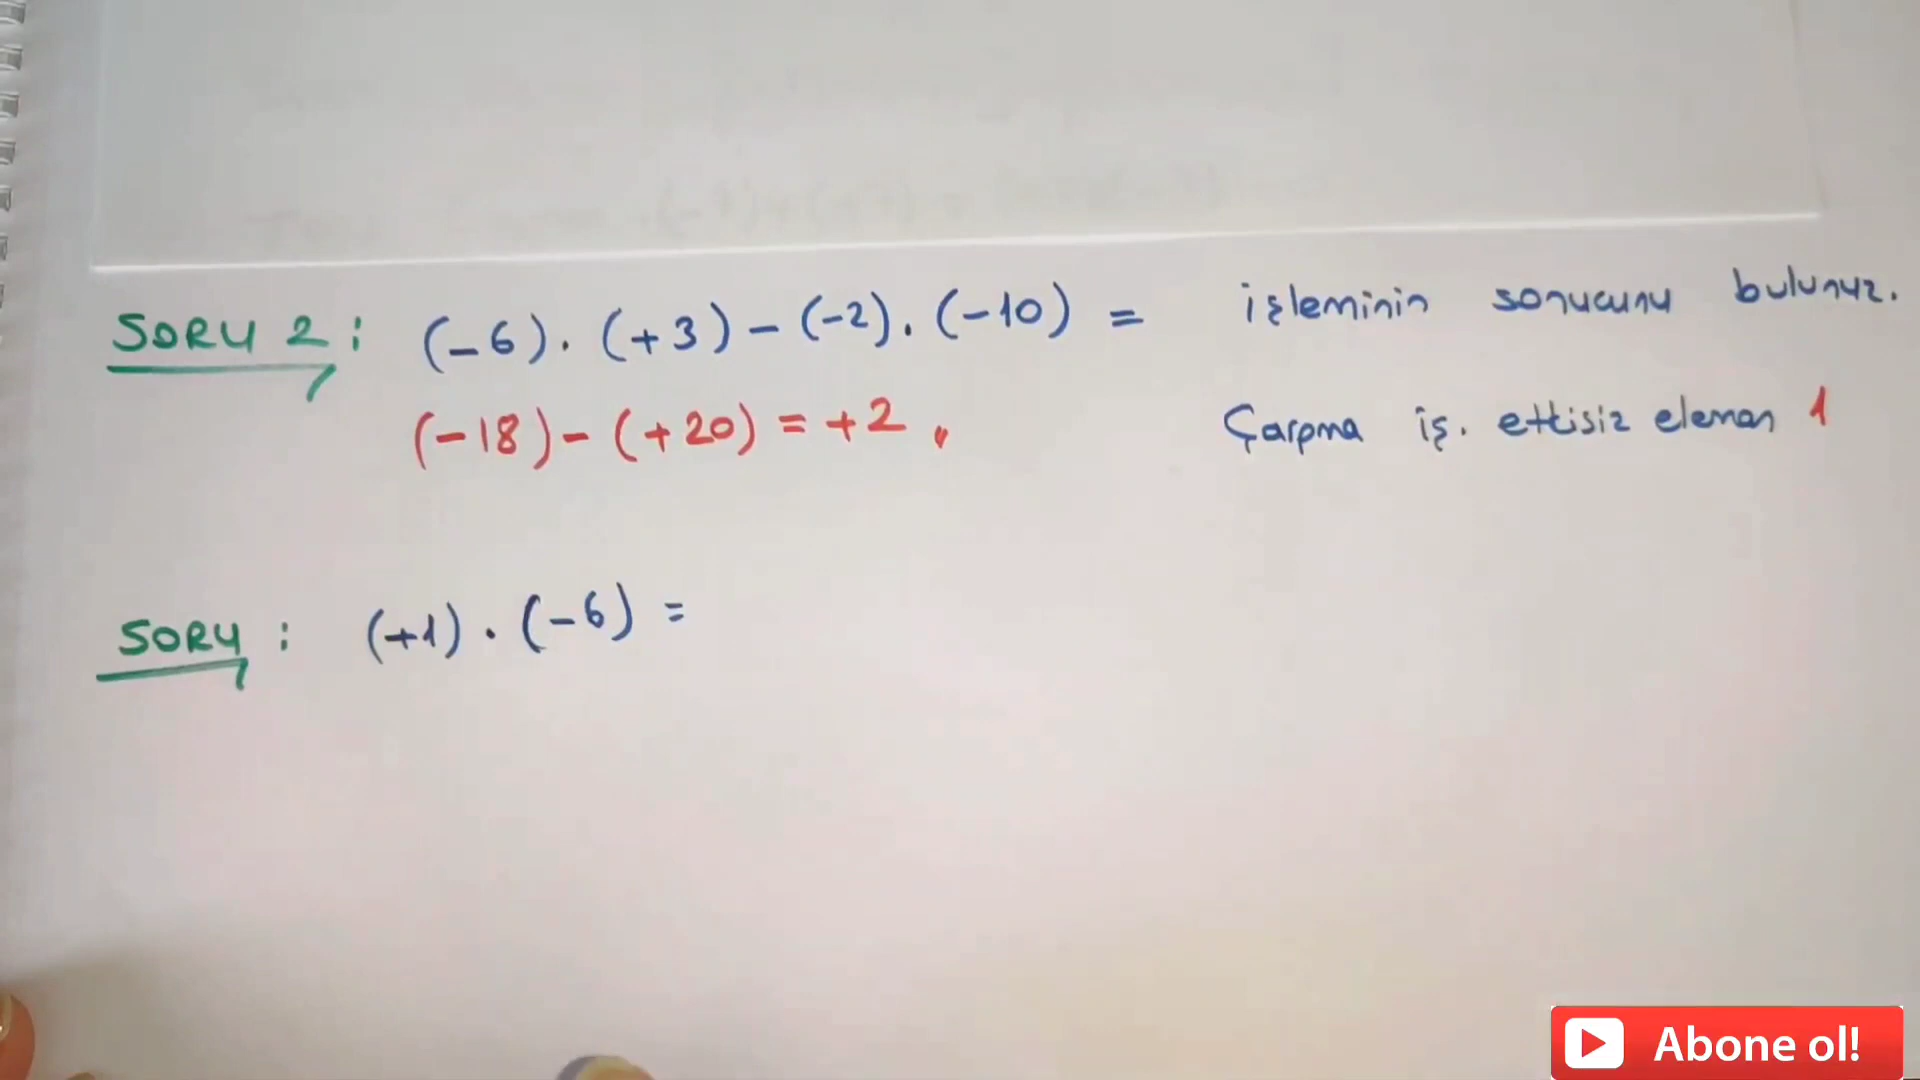 SORU 2: (-6).(+3)-(-2).(-10) = işleminin sonucunu bulunuz.
(-18)-(+20) = +2 Çarpma iş. etkisiz eleman 1
SORU: (+1).(-6) =
Abone ol!